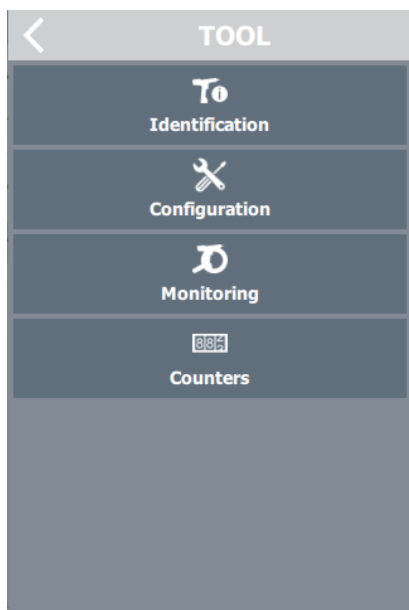 TOOL
Identification
Configuration
Monitoring
Counters